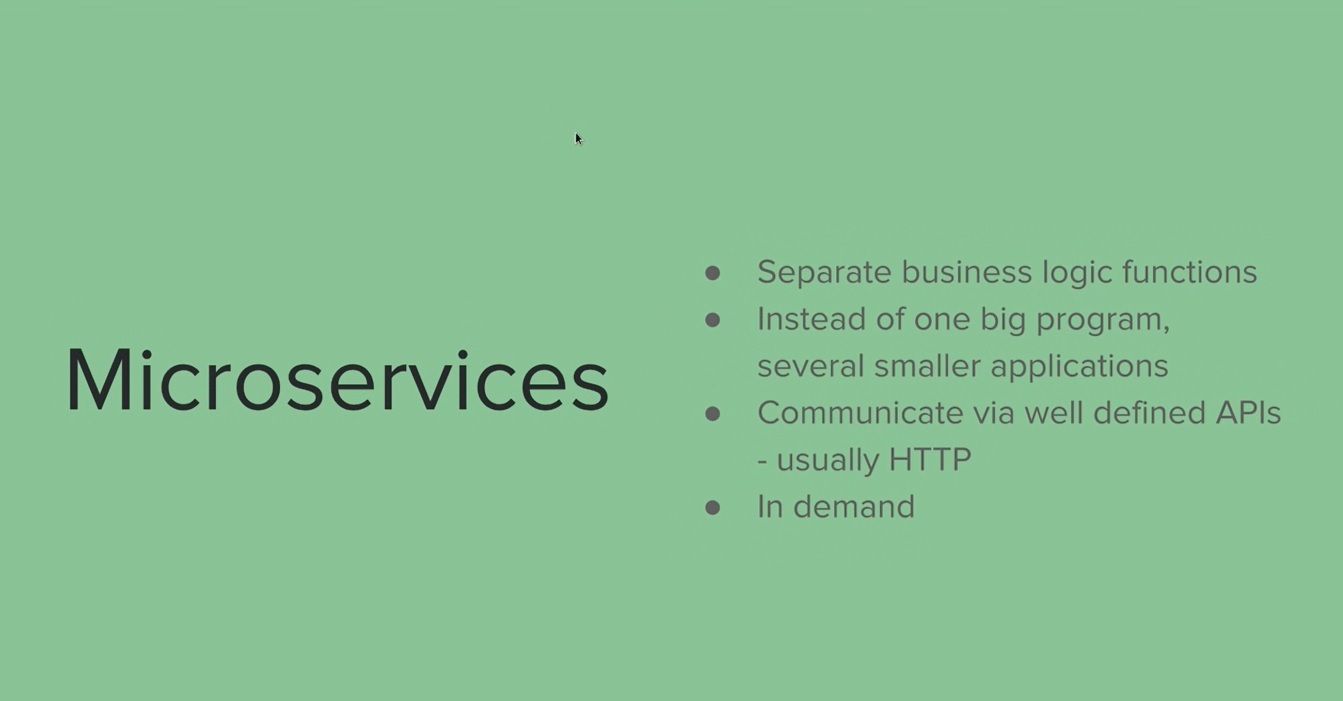 Microservices
● Separate business logic functions
● Instead of one big program,
several smaller applications
● Communicate via well defined APIs
- usually HTTP
● In demand